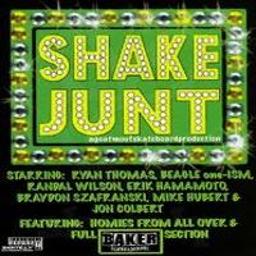 SHAKE
JUNT
agoatmoutskateboardproduction
STARRING: RYAN THOMAS, BEAGLE one-ISM,
RANDAL WILSON, ERIK HAMAMOTO,
BRAYDON SZAFRANSKI, MIKE HUBERT &
JON COLBERT
FEATURING: HOMIES FROM ALL OVER &
FULL BAKER SECTION